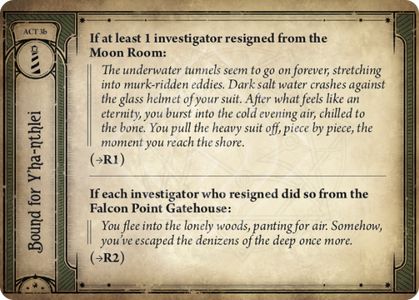 ACT 3b
Bound for Y'ha-nthlei
If at least 1 investigator resigned from the
Moon Room:
The underwater tunnels seem to go on forever, stretching
into murk-ridden eddies. Dark salt water crashes against
the glass helmet of your suit. After what feels like an
eternity, you burst into the cold evening air, chilled to
the bone. You pull the heavy suit off, piece by piece, the
moment you reach the shore.
(→R1)
If each investigator who resigned did so from the
Falcon Point Gatehouse:
You flee into the lonely woods, panting for air. Somehow,
you've escaped the denizens of the deep once more.
(→R2)